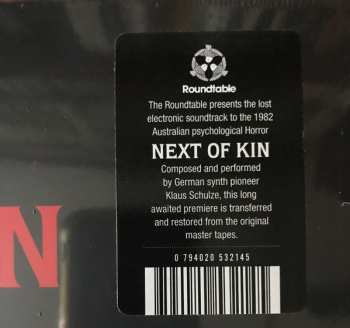 Roundtable
The Roundtable presents the lost
electronic soundtrack to the 1982
Australian psychological Horror
NEXT OF KIN
Composed and performed
by German synth pioneer
Klaus Schulze, this long
awaited premiere is transferred
and restored from the original
master tapes.
N
0 794020 532145